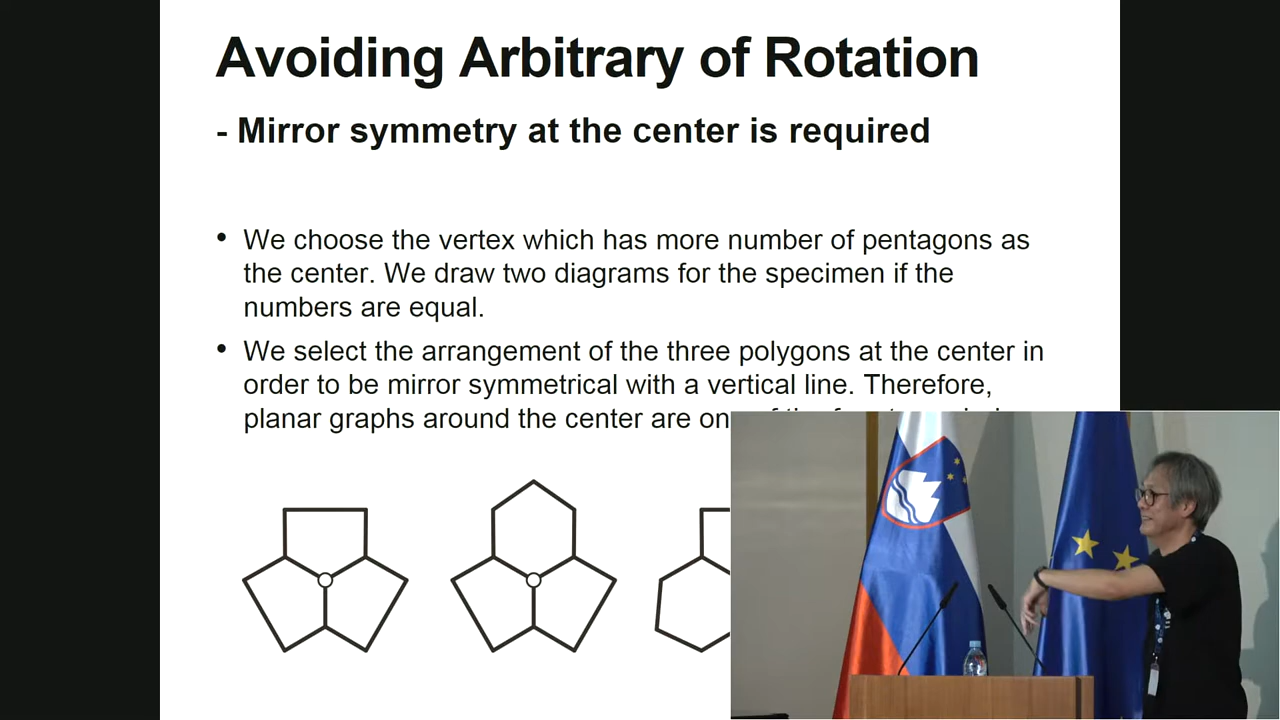 Avoiding Arbitrary of Rotation
- Mirror symmetry at the center is required
• We choose the vertex which has more number of pentagons as
the center. We draw two diagrams for the specimen if the
numbers are equal.
• We select the arrangement of the three polygons at the center in
order to be mirror symmetrical with a vertical line. Therefore,
planar graphs around the center are